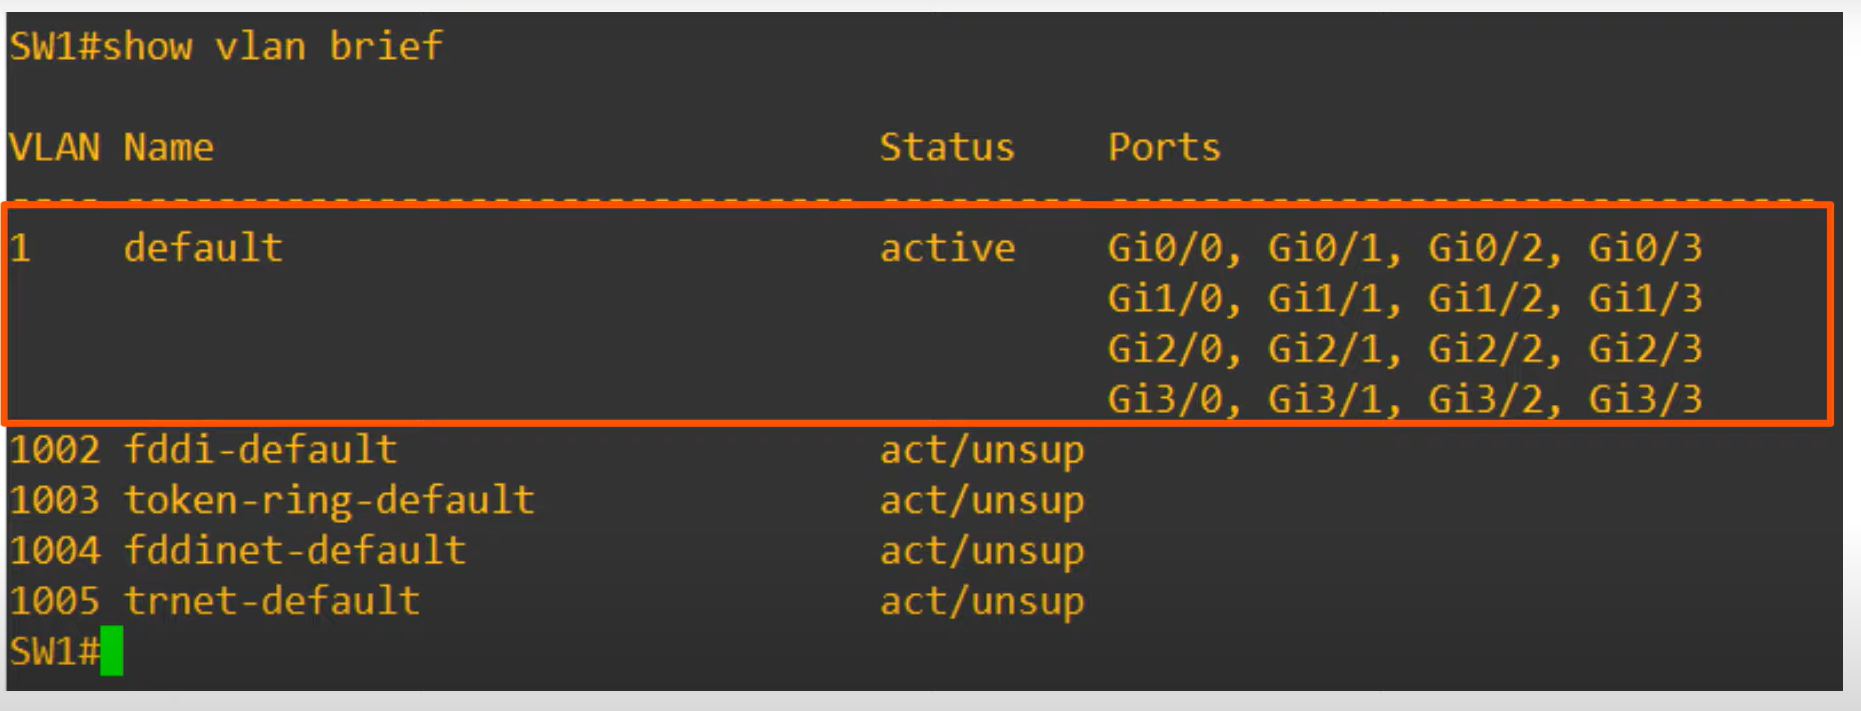 SW1#show vlan brief
VLAN Name Status Ports
---- -------------------------------- --------- -------------------------------
1 default active Gi0/0, Gi0/1, Gi0/2, Gi0/3
Gi1/0, Gi1/1, Gi1/2, Gi1/3
Gi2/0, Gi2/1, Gi2/2, Gi2/3
Gi3/0, Gi3/1, Gi3/2, Gi3/3
1002 fddi-default act/unsup
1003 token-ring-default act/unsup
1004 fddinet-default act/unsup
1005 trnet-default act/unsup
SW1#